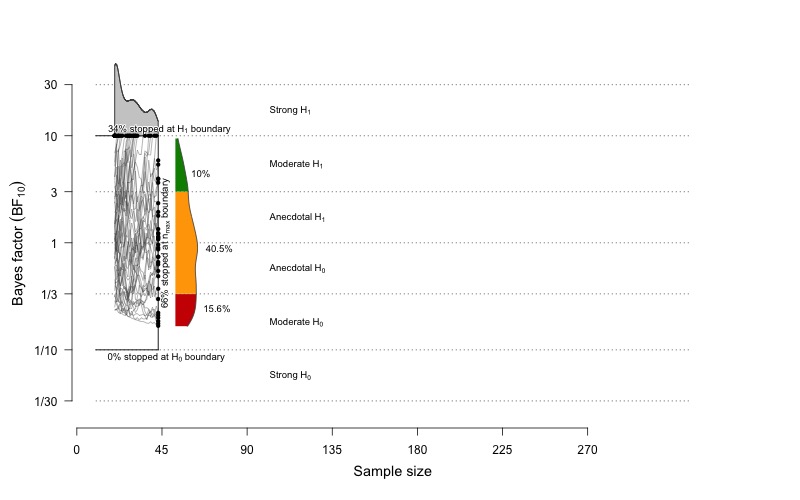 30
Strong H1
34% stopped at H1 boundary
10
Moderate H1
10%
3
Anecdotal H1
66% stopped at nmax boundary
1
40.5%
Anecdotal H0
1/3
15.6%
Moderate H0
1/10
0% stopped at H0 boundary
Strong H0
1/30
Bayes factor (BF10)
0 45 90 135 180 225 270
Sample size